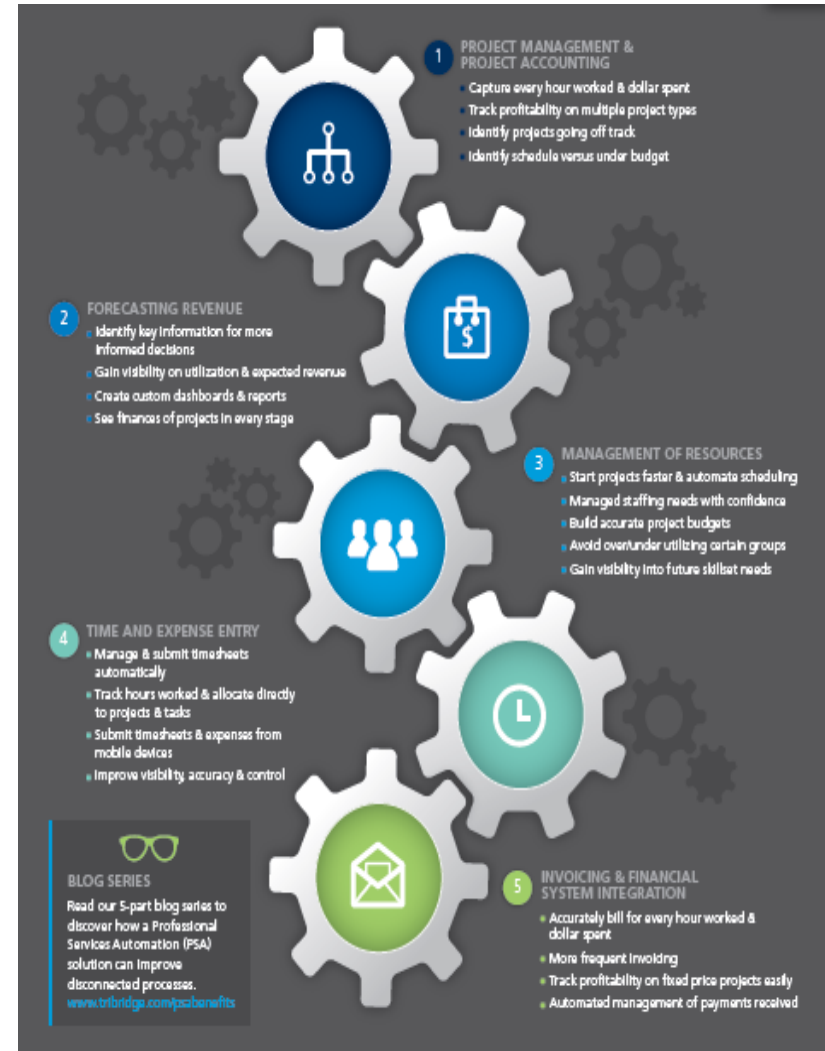 1
PROJECT MANAGEMENT &
PROJECT ACCOUNTING
Capture every hour worked & dollar spent
Track profitability on multiple project types
Identify projects going off track
Identify schedule versus under budget
2
FORECASTING REVENUE
Identify key information for more
informed decisions
Gain visibility on utilization & expected revenue
Create custom dashboards & reports
See finances of projects in every stage
$
3
MANAGEMENT OF RESOURCES
Start projects faster & automate scheduling
Managed staffing needs with confidence
Build accurate project budgets
Avoid over/under utilizing certain groups
Gain visibility into future skillset needs
4
TIME AND EXPENSE ENTRY
Manage & submit timesheets
automatically
Track hours worked & allocate directly
to projects & tasks
Submit timesheets & expenses from
mobile devices
Improve visibility, accuracy & control
BLOG SERIES
Read our 5-part blog series to
discover how a Professional
Services Automation (PSA)
solution can improve
disconnected processes.
www.tribridge.com/psabenefits
5
INVOICING & FINANCIAL
SYSTEM INTEGRATION
Accurately bill for every hour worked &
dollar spent
More frequent invoicing
Track profitability on fixed price projects easily
Automated management of payments received